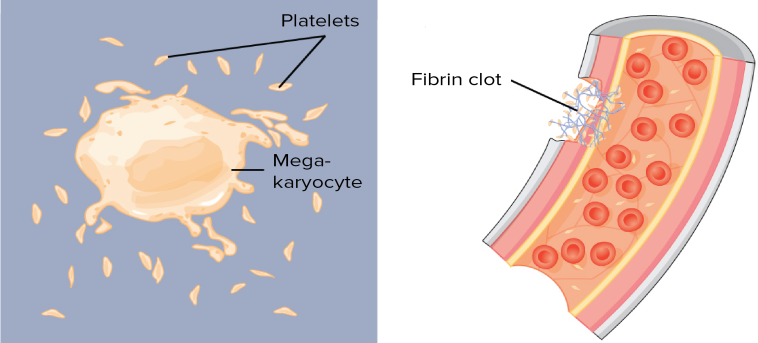 Platelets
Mega-
karyocyte
Fibrin clot